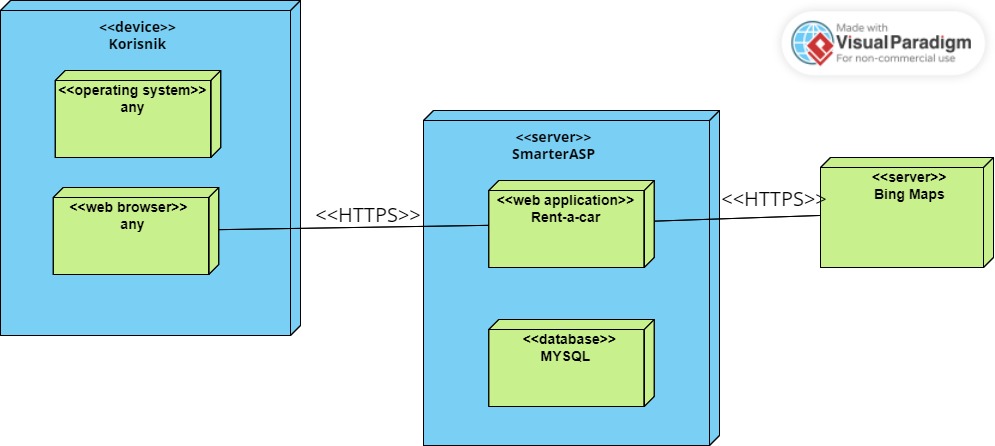 <<device>>
Korisnik
<<operating system>>
any
<<web browser>>
any
<<HTTPS>>
<<server>>
SmarterASP
<<web application>>
Rent-a-car
<<database>>
MYSQL
<<HTTPS>>
<<server>>
Bing Maps
Made with
Visual Paradigm
For non-commercial use